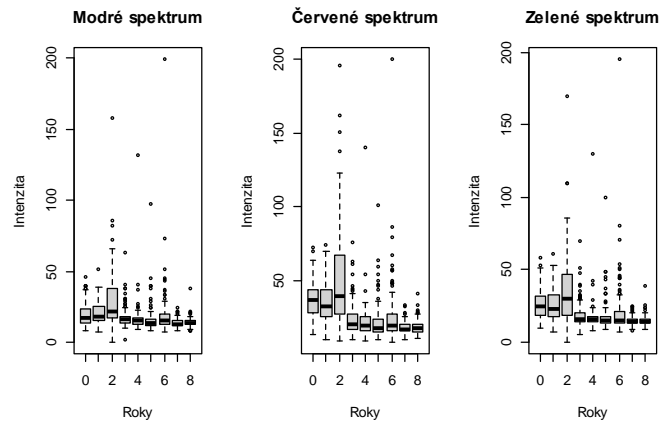 Modré spektrum
Červené spektrum
Zelené spektrum
Intenzita
0 50 100 150 200
0 2 4 6 8
Roky
Intenzita
50 100 150 200
0 2 4 6 8
Roky
Intenzita
0 50 100 150 200
0 2 4 6 8
Roky